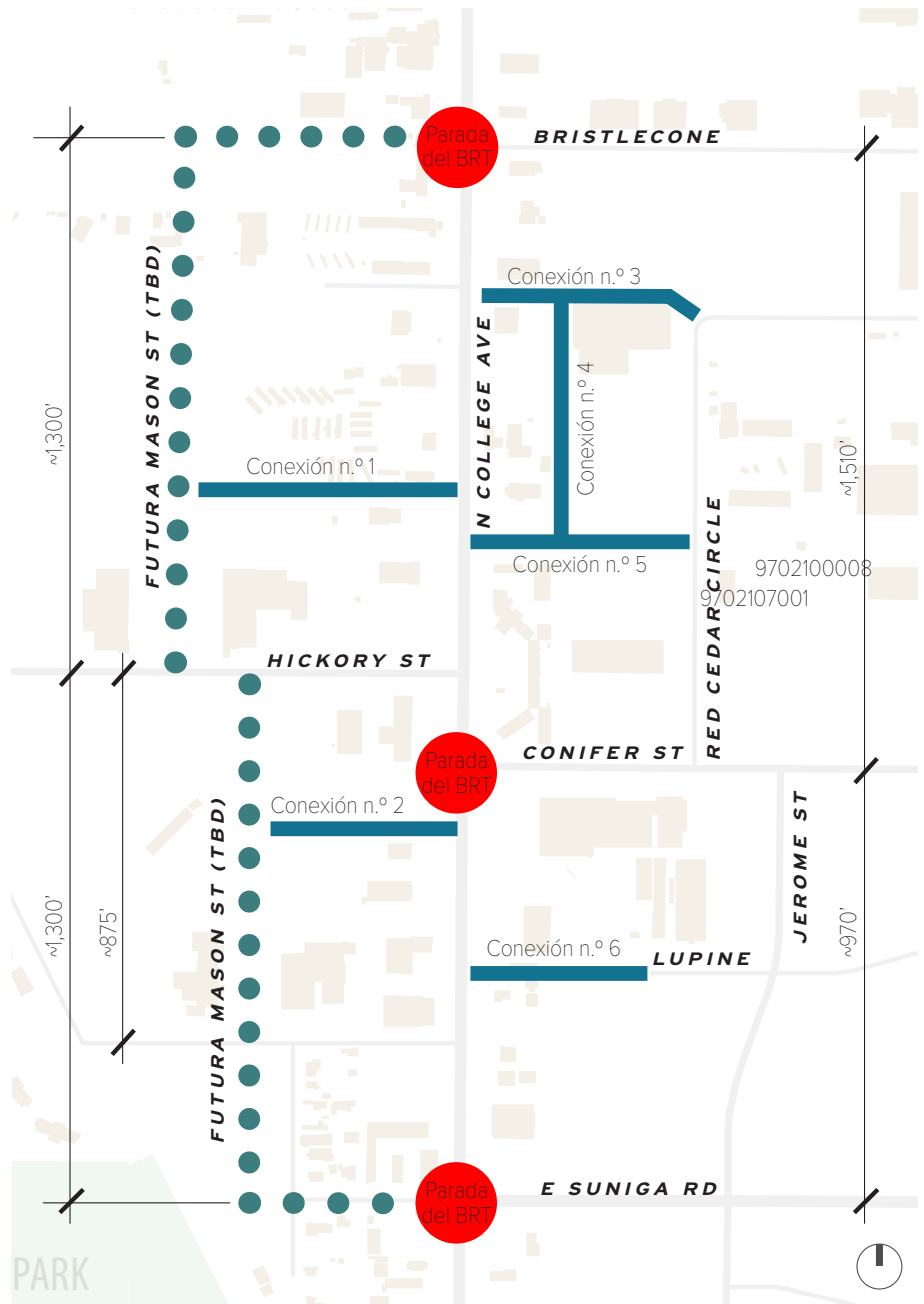 Parada
del BRT
BRISTLECONE
FUTURA MASON ST (TBD)
~1,300’
Conexión n.º 3
N COLLEGE AVE
Conexión n.º 4
~1,510’
Conexión n.º 1
Conexión n.º 5
RED CEDAR CIRCLE
9702100008
9702107001
HICKORY ST
Parada
del BRT
CONIFER ST
Conexión n.º 2
JEROME ST
FUTURA MASON ST (TBD)
~1,300’
~875’
~970’
Conexión n.º 6
LUPINE
Parada
del BRT
E SUNIGA RD
PARK